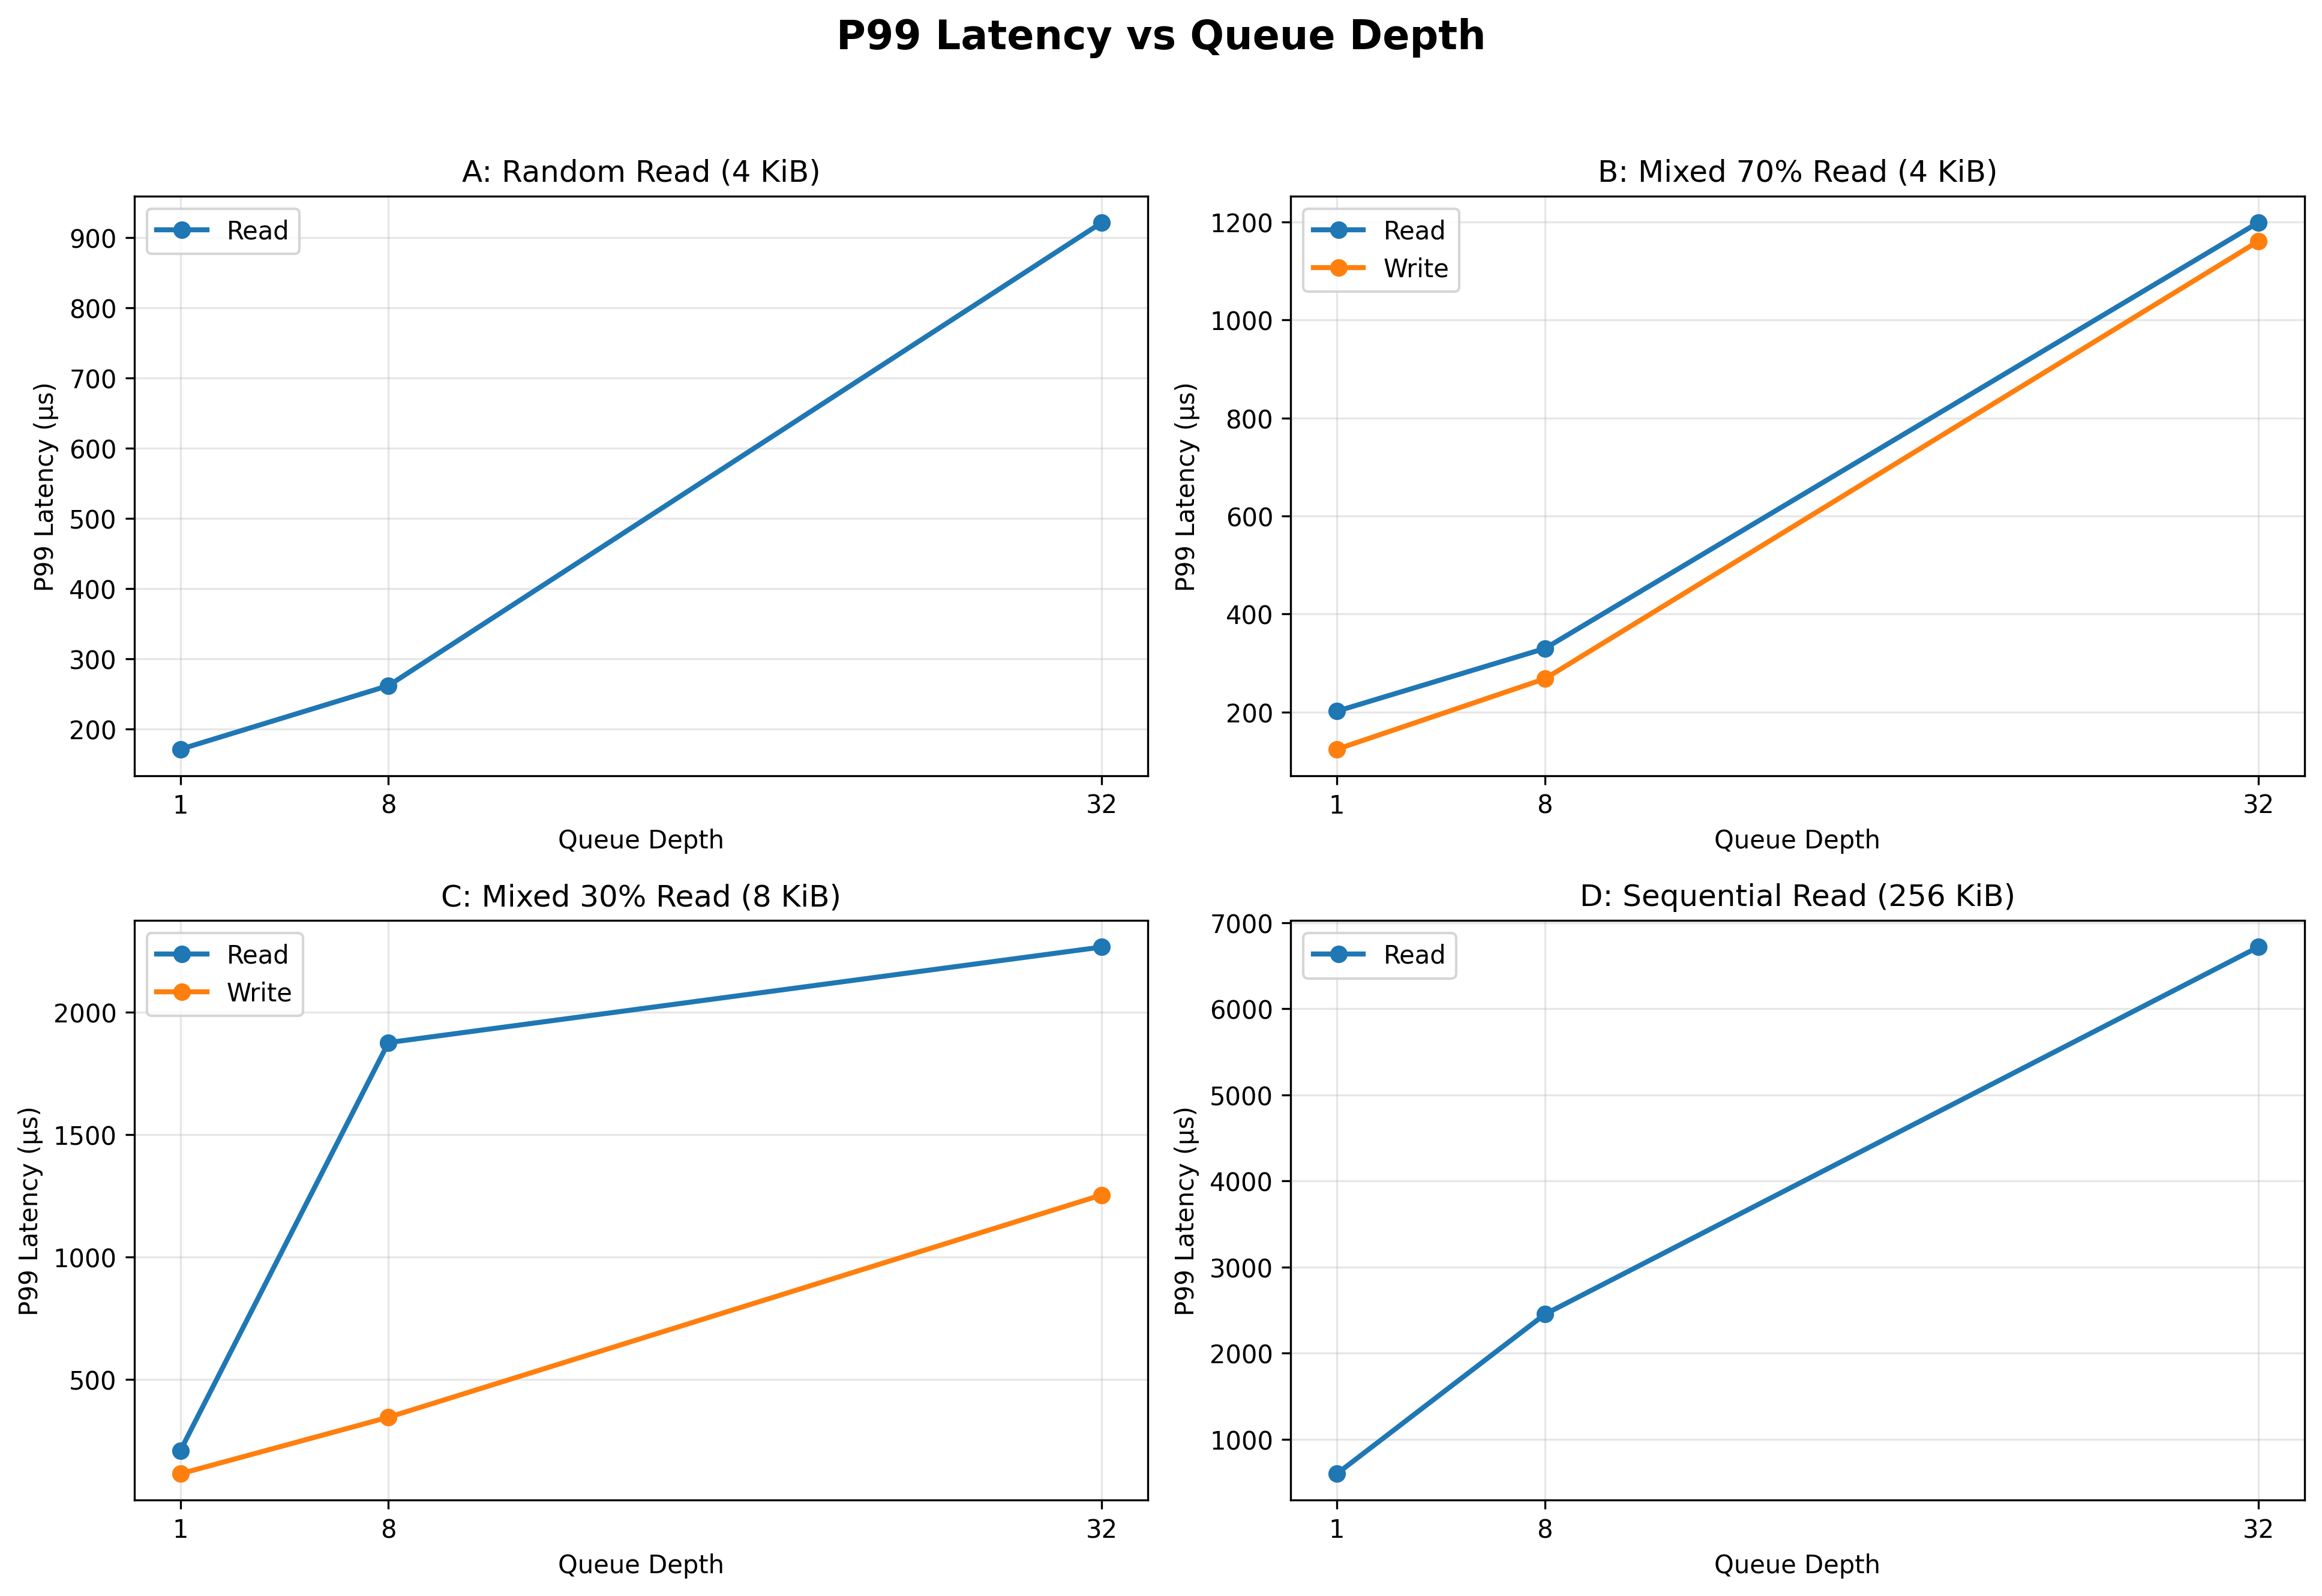 P99 Latency vs Queue Depth
A: Random Read (4 KiB)
Read
900
800
700
600
500
400
300
200
P99 Latency (µs)
1
8
32
Queue Depth
B: Mixed 70% Read (4 KiB)
Read
Write
1200
1000
800
600
400
200
P99 Latency (µs)
1
8
32
Queue Depth
C: Mixed 30% Read (8 KiB)
Read
Write
2000
1500
1000
500
P99 Latency (µs)
1
8
32
Queue Depth
D: Sequential Read (256 KiB)
Read
7000
6000
5000
4000
3000
2000
1000
P99 Latency (µs)
1
8
32
Queue Depth